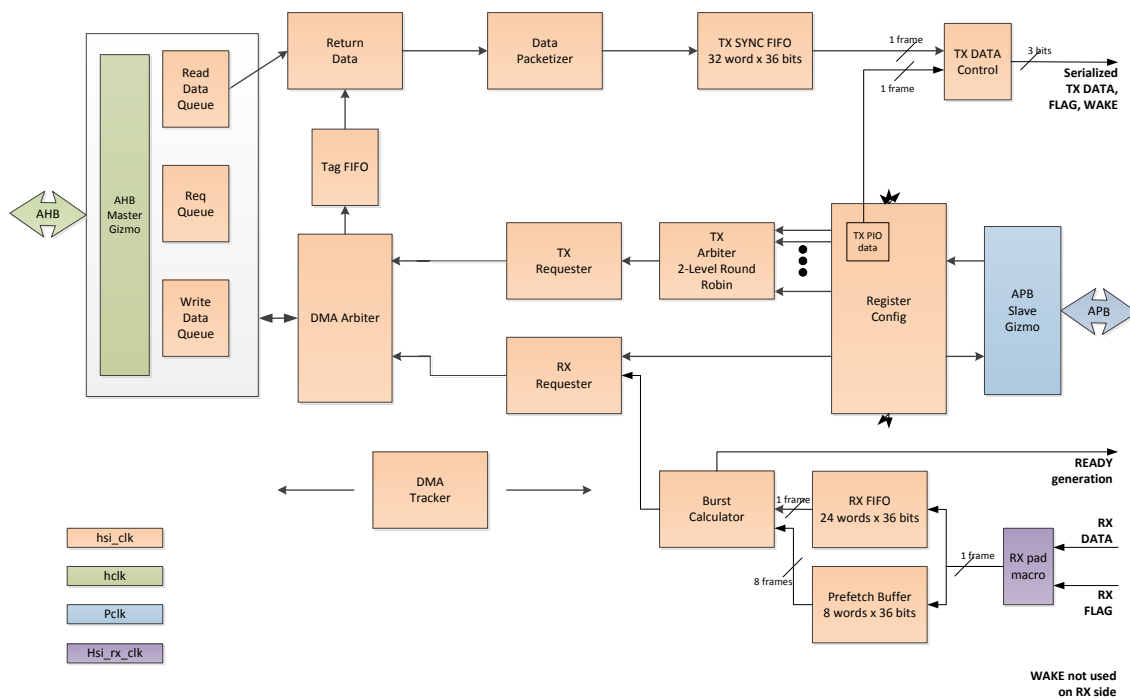 Read
Data
Queue
Return
Data
Data
Packetizer
TX SYNC FIFO
32 word x 36 bits
1 frame
1 frame
TX DATA
Control
3 bits
Serialized
TX DATA,
FLAG, WAKE
Tag FIFO
AHB
AHB
Master
Gizmo
Req
Queue
Write
Data
Queue
DMA Arbiter
TX
Requester
TX
Arbiter
2-Level Round
Robin
TX PIO
data
Register
Config
APB
Slave
Gizmo
APB
RX
Requester
DMA
Tracker
Burst
Calculator
READY
generation
1 frame
RX FIFO
24 words x 36 bits
8 frames
Prefetch Buffer
8 words x 36 bits
1 frame
RX pad
macro
RX
DATA
RX
FLAG
hsi_clk
hclk
Pclk
Hsi_rx_clk
WAKE not used
on RX side